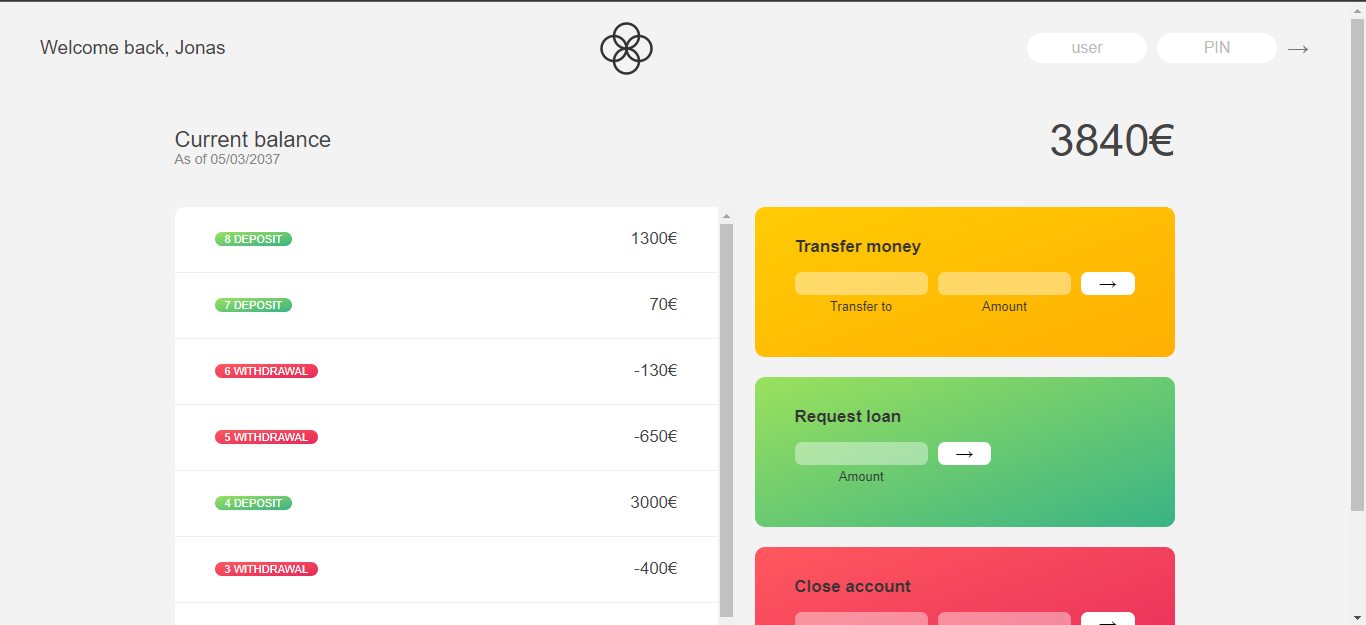 Welcome back, Jonas
user
PIN
→
Current balance
As of 05/03/2037
3840€
8 DEPOSIT
1300€
7 DEPOSIT
70€
6 WITHDRAWAL
-130€
5 WITHDRAWAL
-650€
4 DEPOSIT
3000€
3 WITHDRAWAL
-400€
Transfer money
→
Transfer to
Amount
Request loan
→
Amount
Close account
→